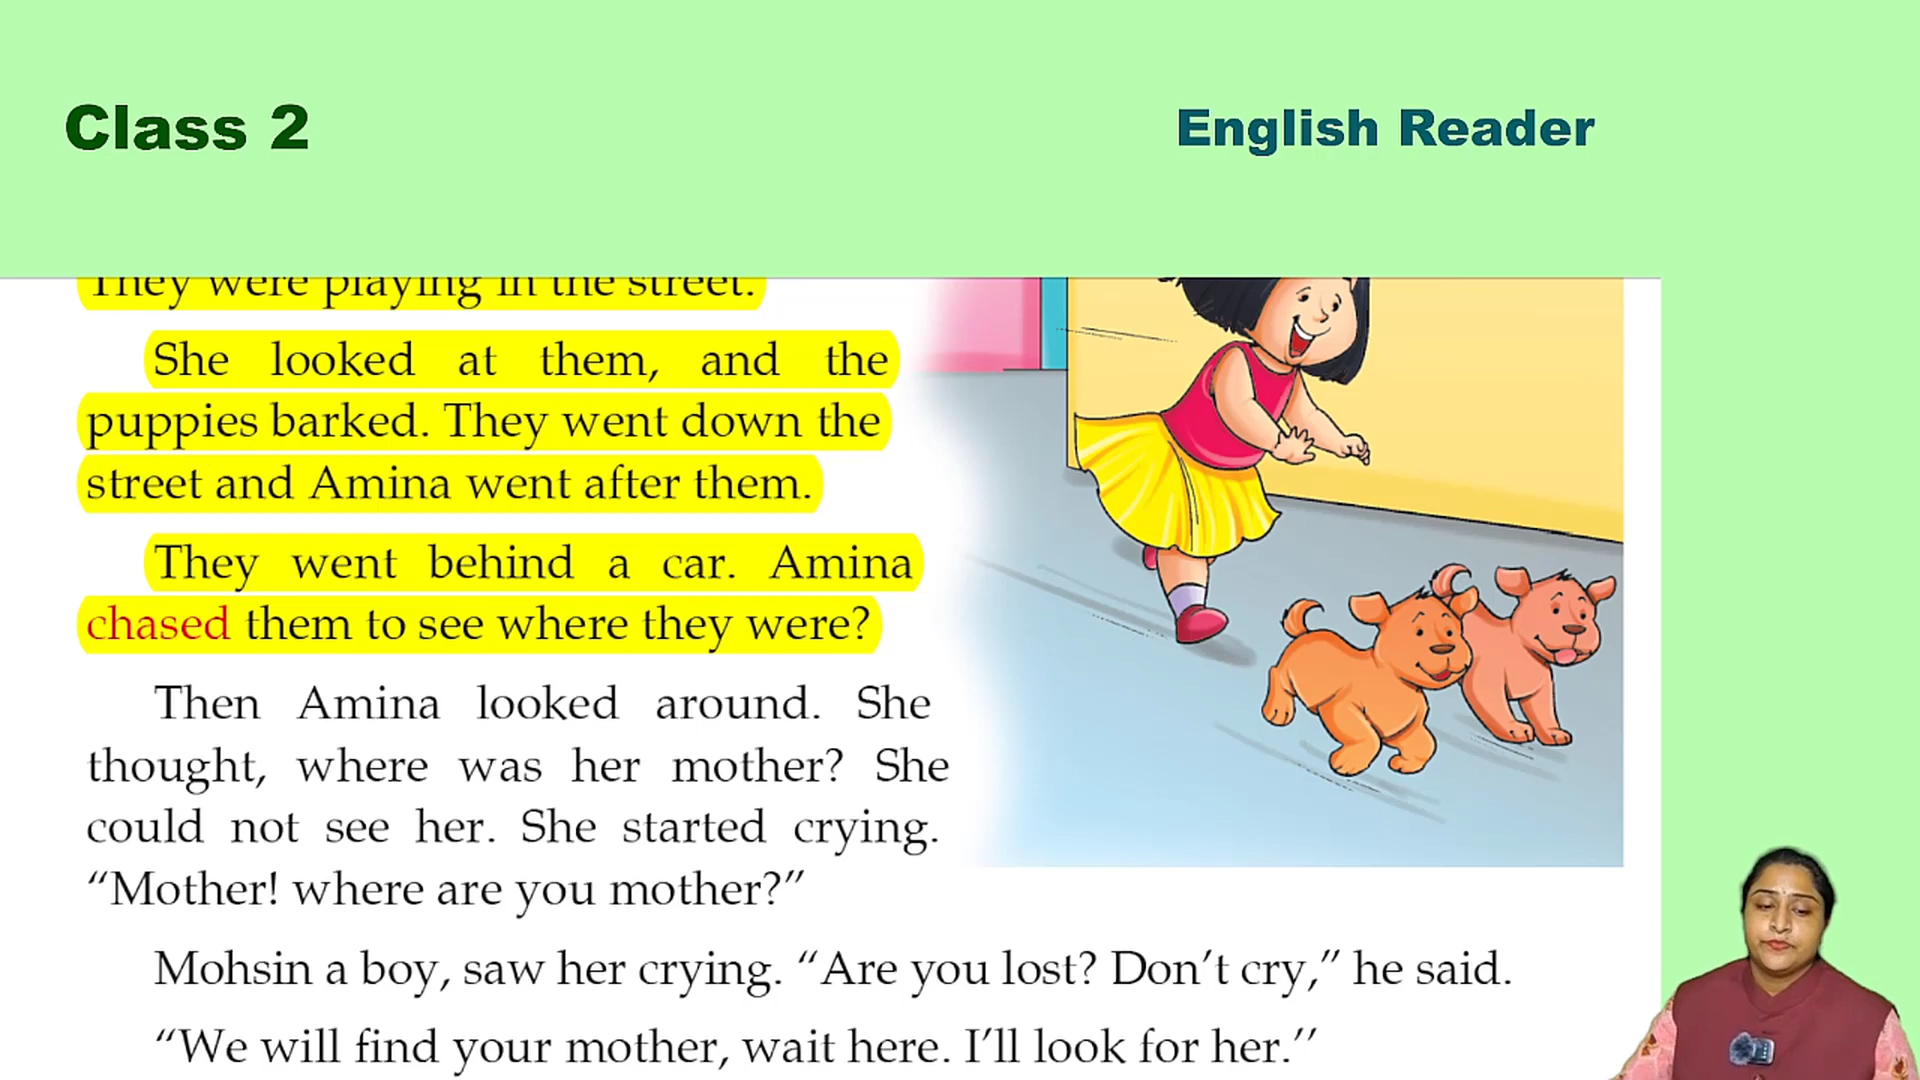 Class 2
English Reader
They were playing in the street.
She looked at them, and the
puppies barked. They went down the
street and Amina went after them.
They went behind a car. Amina
chased them to see where they were?
Then Amina looked around. She
thought, where was her mother? She
could not see her. She started crying.
“Mother! where are you mother?”
Mohsin a boy, saw her crying. “Are you lost? Don’t cry,” he said.
“We will find your mother, wait here. I’ll look for her.’’